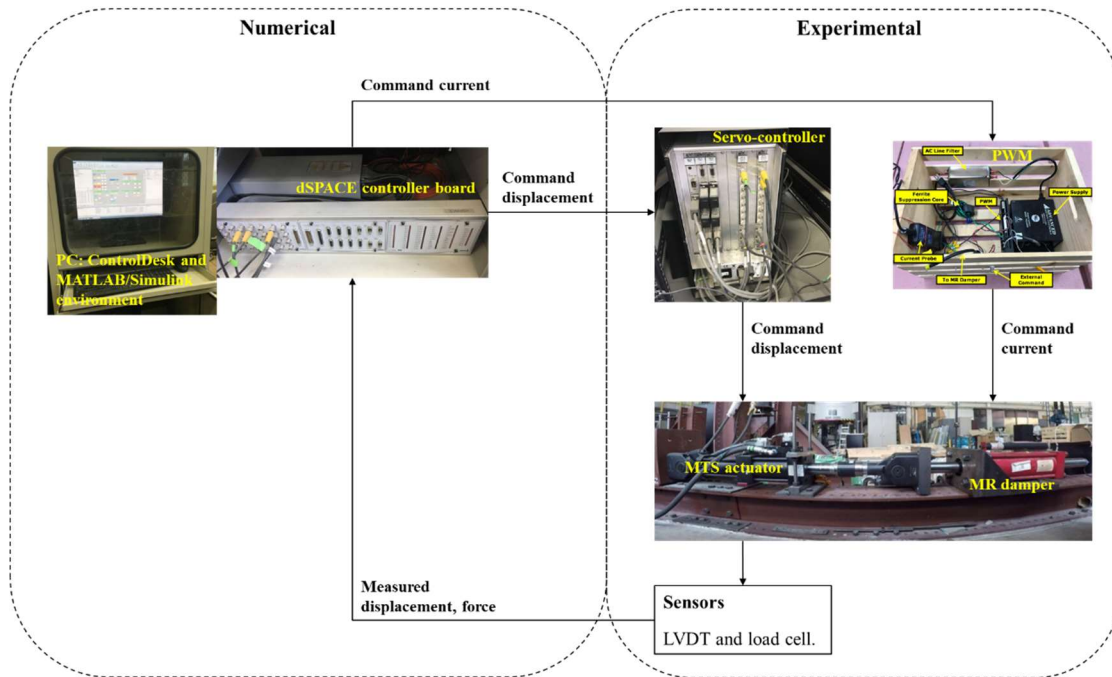 Numerical
Experimental
Command current
Command
displacement
dSPACE controller board
PC: ControlDesk and
MATLAB/Simulink
environment
Servo-controller
PWM
AC Line Filter
Ferrite
Suppression Core
PWM
Power Supply
Current Probe
To MR Damper
External
Command
Command
displacement
Command
current
MTS actuator
MR damper
Measured
displacement, force
Sensors
LVDT and load cell.